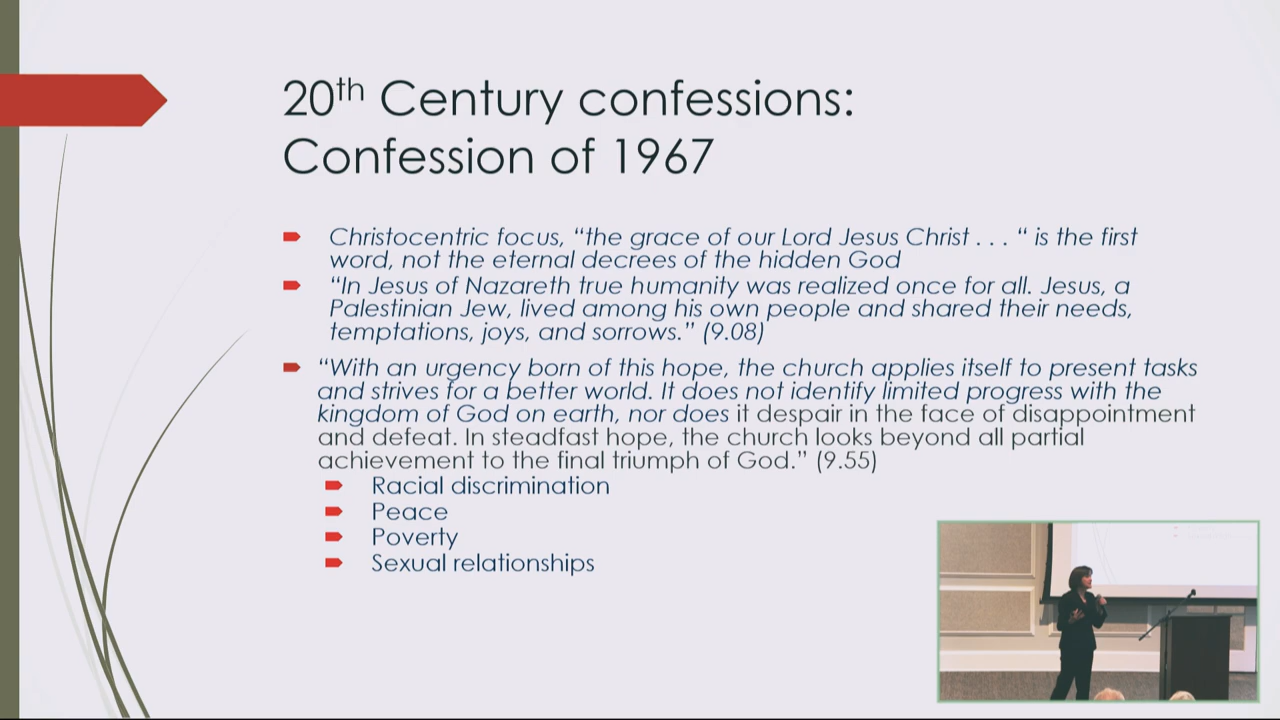 20th Century confessions:
Confession of 1967
Christocentric focus, “the grace of our Lord Jesus Christ . . . “ is the first
word, not the eternal decrees of the hidden God
“In Jesus of Nazareth true humanity was realized once for all. Jesus, a
Palestinian Jew, lived among his own people and shared their needs,
temptations, joys, and sorrows.” (9.08)
“With an urgency born of this hope, the church applies itself to present tasks
and strives for a better world. It does not identify limited progress with the
kingdom of God on earth, nor does it despair in the face of disappointment
and defeat. In steadfast hope, the church looks beyond all partial
achievement to the final triumph of God.” (9.55)
Racial discrimination
Peace
Poverty
Sexual relationships